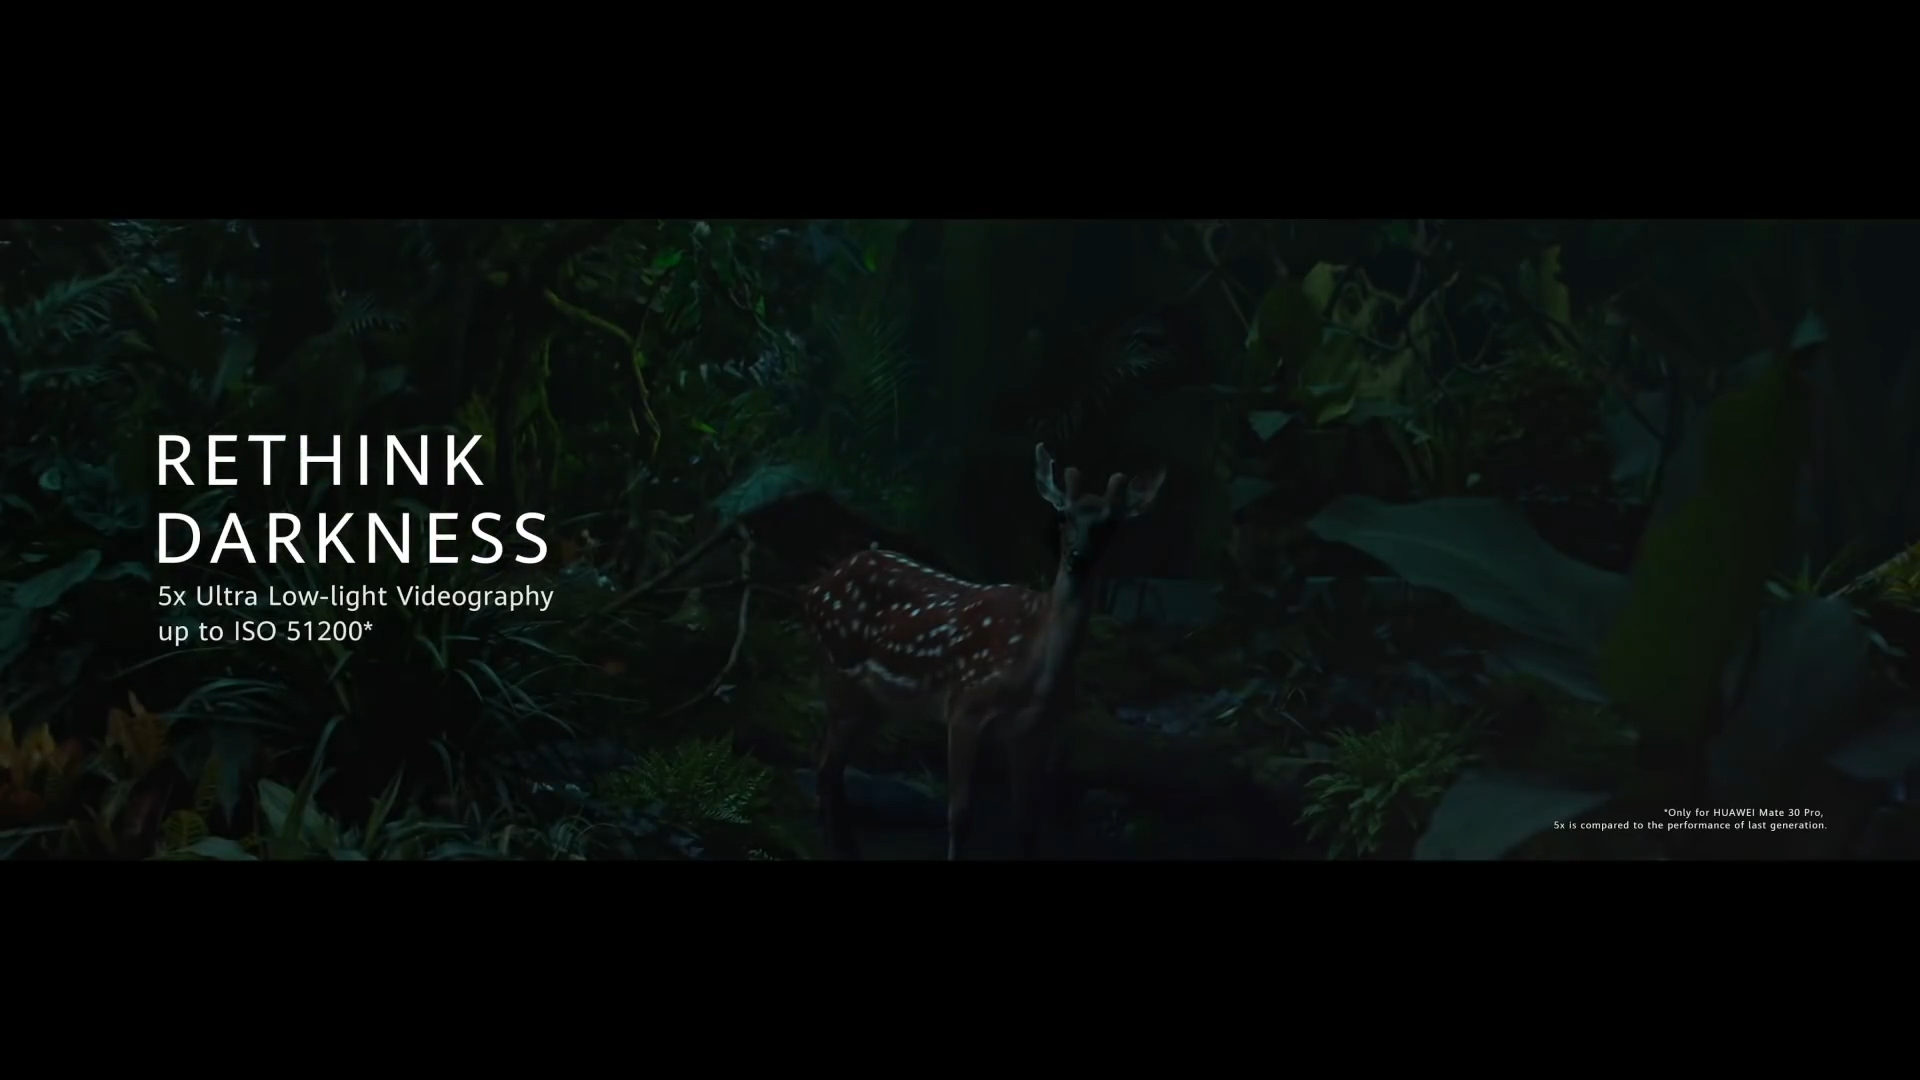 RETHINK
DARKNESS
5x Ultra Low-light Videography
up to ISO 51200*
*Only for HUAWEI Mate 30 Pro,
5x is compared to the performance of last generation.